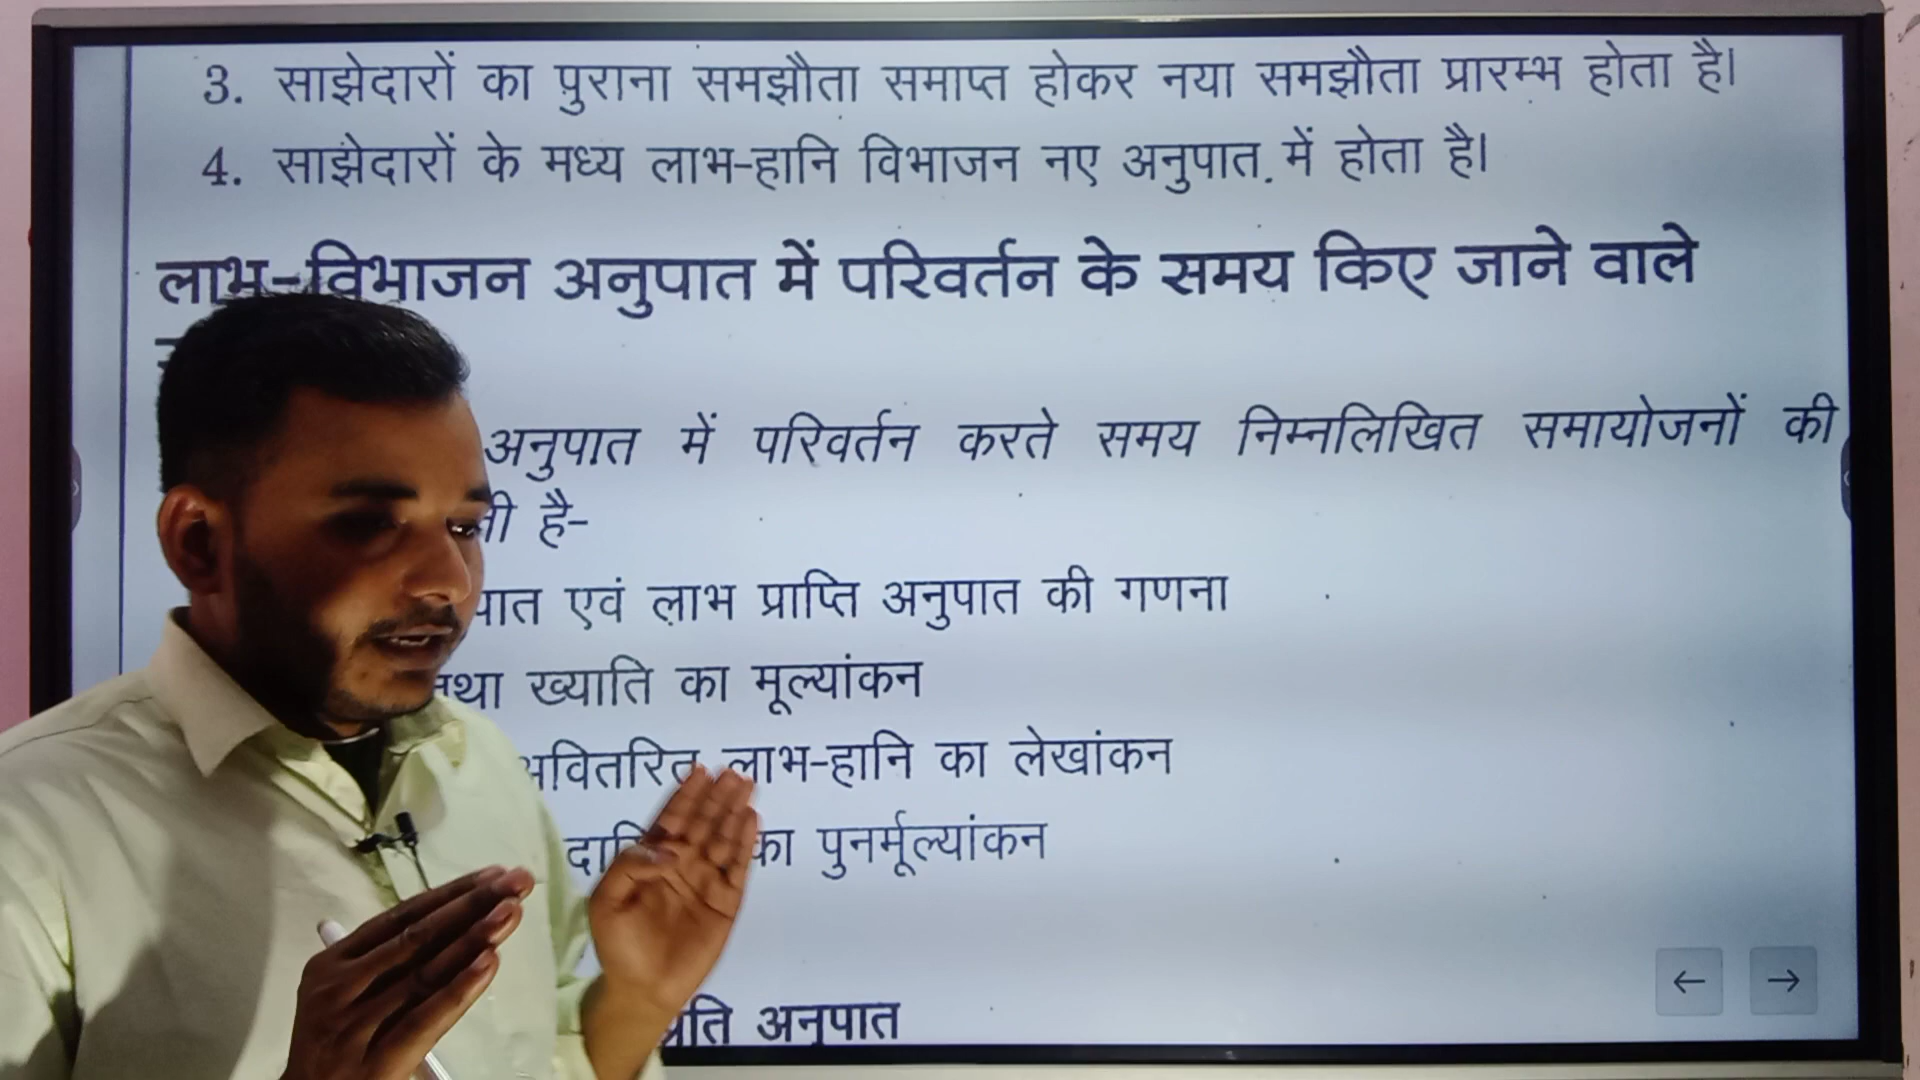 3. साझेदारों का पुराना समझौता समाप्त होकर नया समझौता प्रारम्भ होता है।
4. साझेदारों के मध्य लाभ-हानि विभाजन नए अनुपात में होता है।
लाभ-विभाजन अनुपात में परिवर्तन के समय किए जाने वाले
अनुपात में परिवर्तन करते समय निम्नलिखित समायोजनों की
है-
एवं लाभ प्राप्ति अनुपात की गणना
ख्याति का मूल्यांकन
अवितरित लाभ-हानि का लेखांकन
का पुनर्मूल्यांकन
अनुपात